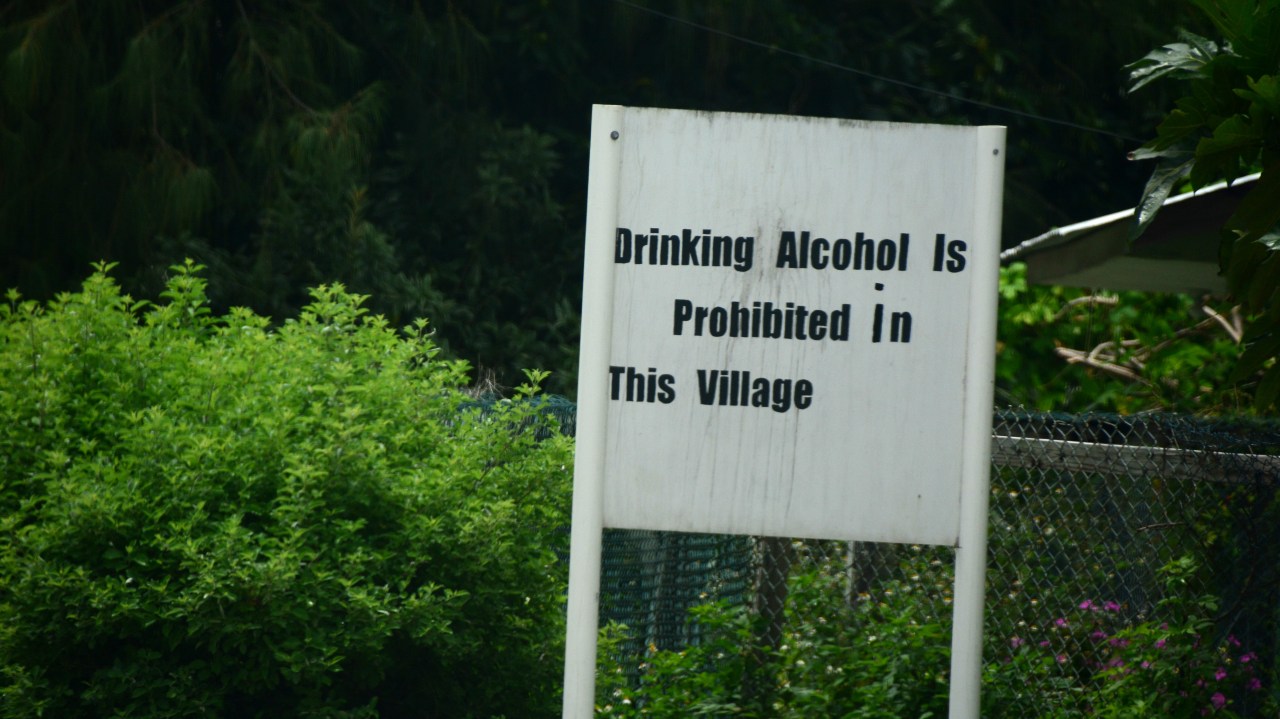 Drinking Alcohol Is
Prohibited in
This Village